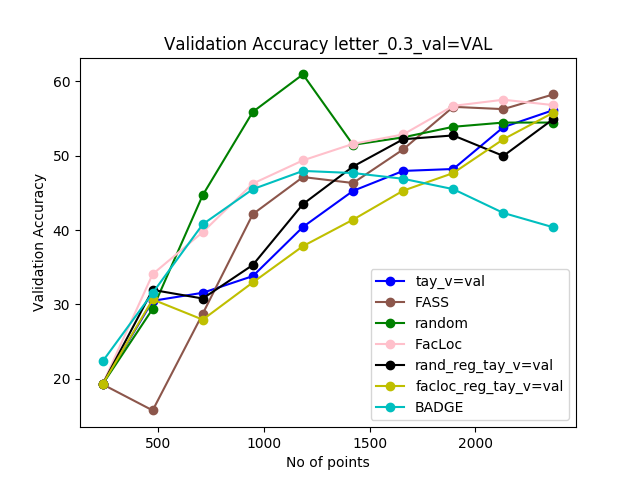 Validation Accuracy letter_0.3_val=VAL
60
50
40
30
20
Validation Accuracy
500
1000
1500
2000
No of points
tay_v=val
FASS
random
FacLoc
rand_reg_tay_v=val
facloc_reg_tay_v=val
BADGE